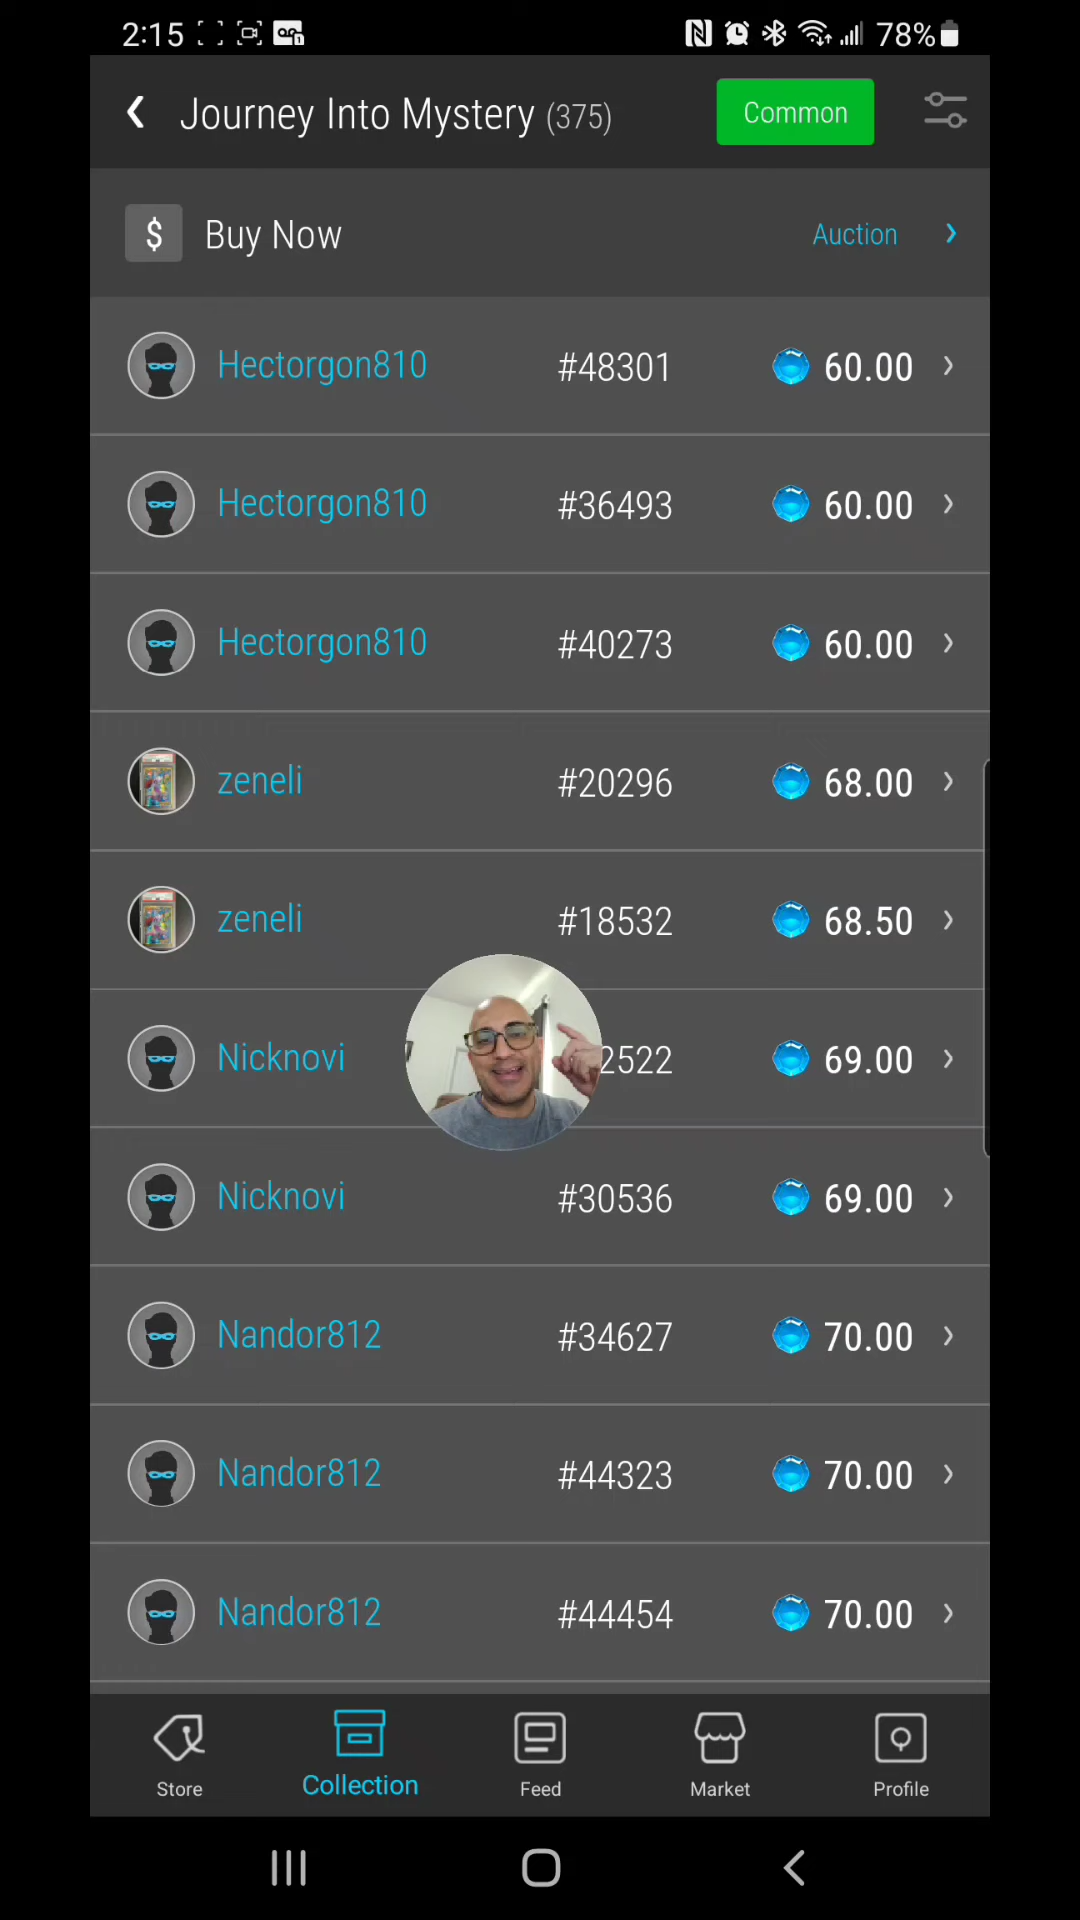 2:15 78%
Journey Into Mystery (375) Common
$ Buy Now Auction
Hectorgon810 #48301 60.00
Hectorgon810 #36493 60.00
Hectorgon810 #40273 60.00
zeneli #20296 68.00
zeneli #18532 68.50
Nicknovi 2522 69.00
Nicknovi #30536 69.00
Nandor812 #34627 70.00
Nandor812 #44323 70.00
Nandor812 #44454 70.00
Store Collection Feed Market Profile